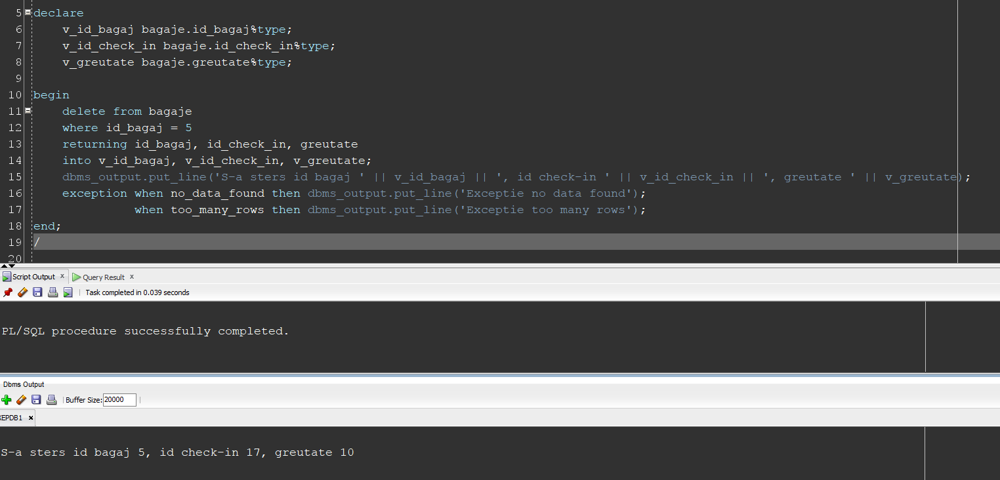 5 declare
6 v_id_bagaj bagaje.id_bagaj%type;
7 v_id_check_in bagaje.id_check_in%type;
8 v_greutate bagaje.greutate%type;
9
10 begin
11 delete from bagaje
12 where id_bagaj = 5
13 returning id_bagaj, id_check_in, greutate
14 into v_id_bagaj, v_id_check_in, v_greutate;
15 dbms_output.put_line('S-a sters id bagaj ' || v_id_bagaj || ', id check-in ' || v_id_check_in || ', greutate ' || v_greutate);
16 exception when no_data_found then dbms_output.put_line('Exceptie no data found');
17 when too_many_rows then dbms_output.put_line('Exceptie too many rows');
18 end;
19 /
20
Script Output x Query Result x
Task completed in 0.039 seconds
PL/SQL procedure successfully completed.
Dbms Output
Buffer Size: 20000
XEPDB1 x
S-a sters id bagaj 5, id check-in 17, greutate 10